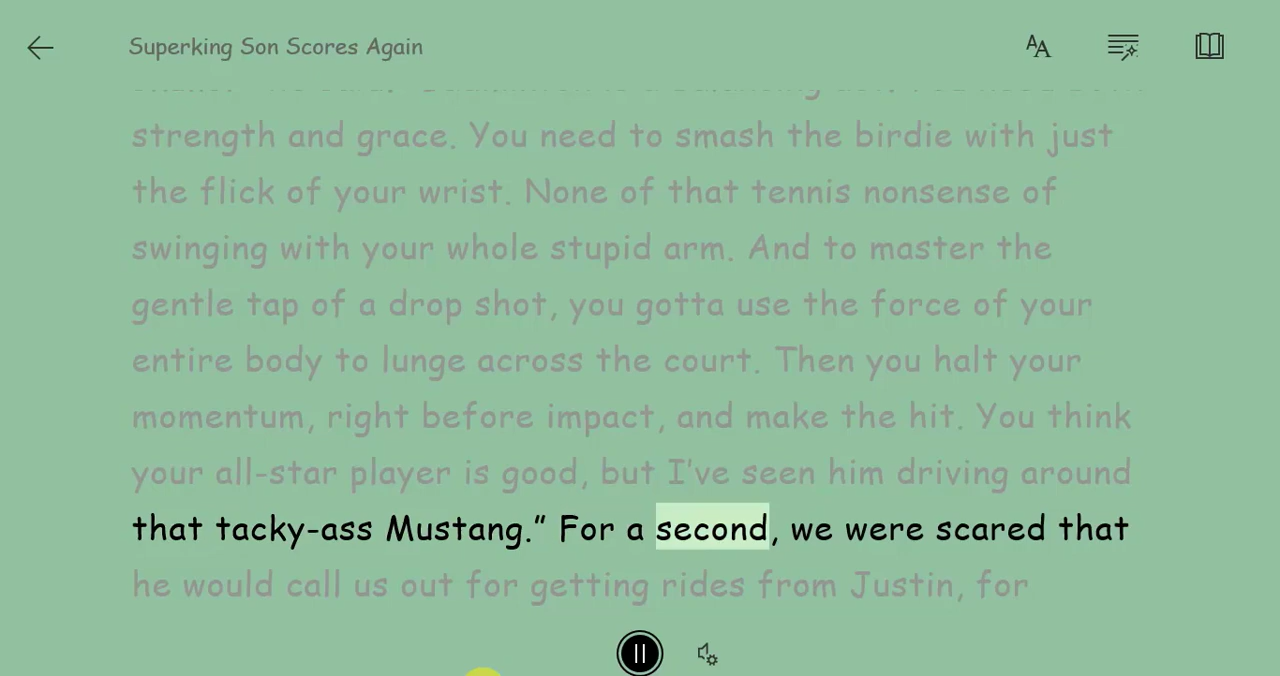 Superking Son Scores Again
strength and grace. You need to smash the birdie with just
the flick of your wrist. None of that tennis nonsense of
swinging with your whole stupid arm. And to master the
gentle tap of a drop shot, you gotta use the force of your
entire body to lunge across the court. Then you halt your
momentum, right before impact, and make the hit. You think
your all-star player is good, but I’ve seen him driving around
that tacky-ass Mustang.” For a second, we were scared that
he would call us out for getting rides from Justin, for